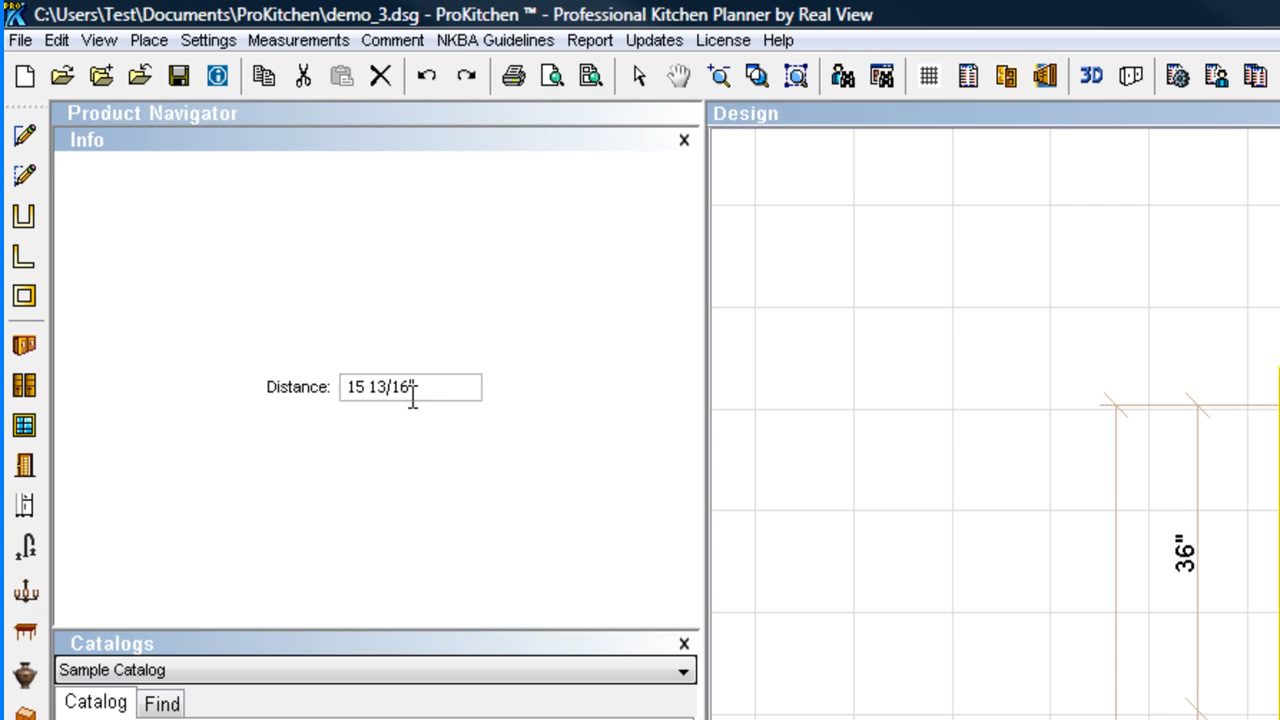 C:\Users\Test\Documents\ProKitchen\demo_3.dsg - ProKitchen ™ - Professional Kitchen Planner by Real View
File Edit View Place Settings Measurements Comment NKBA Guidelines Report Updates License Help
3D
Product Navigator
Design
Info
Distance: 15 13/16"
36"
Catalogs
Sample Catalog
Catalog Find